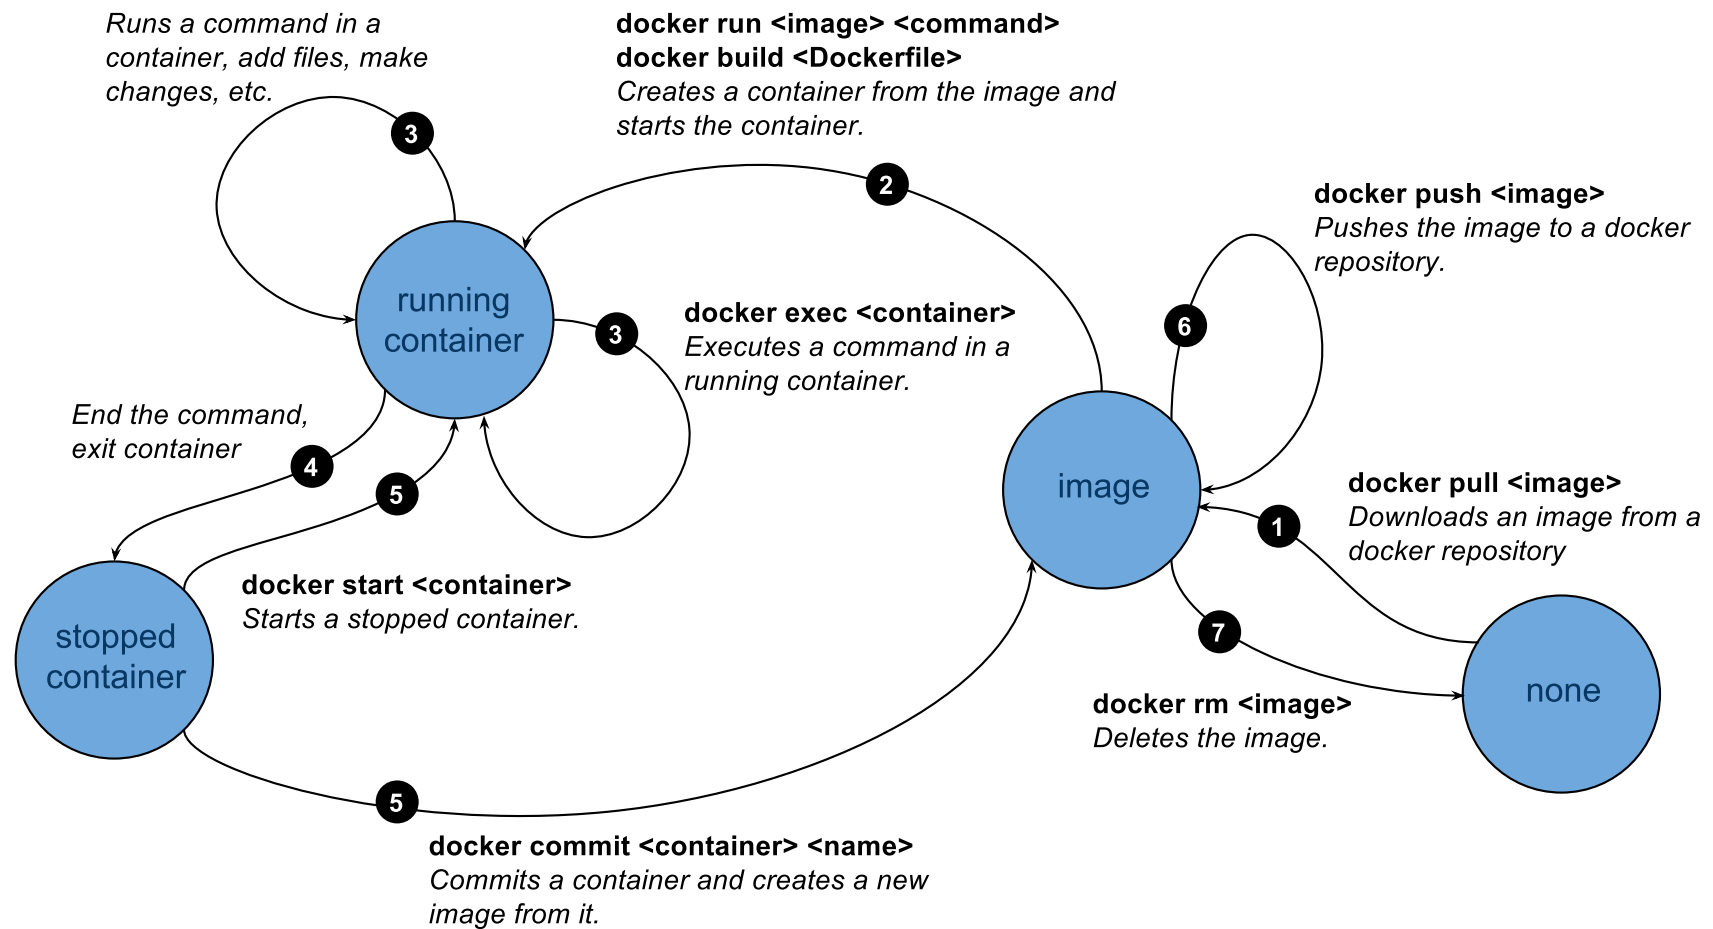 Runs a command in a
container, add files, make
changes, etc.
3
docker run <image> <command>
docker build <Dockerfile>
Creates a container from the image and
starts the container.
2
docker push <image>
Pushes the image to a docker
repository.
6
running
container
3
docker exec <container>
Executes a command in a
running container.
End the command,
exit container
4
5
docker start <container>
Starts a stopped container.
image
docker pull <image>
Downloads an image from a
docker repository
1
stopped
container
7
docker rm <image>
Deletes the image.
none
5
docker commit <container> <name>
Commits a container and creates a new
image from it.